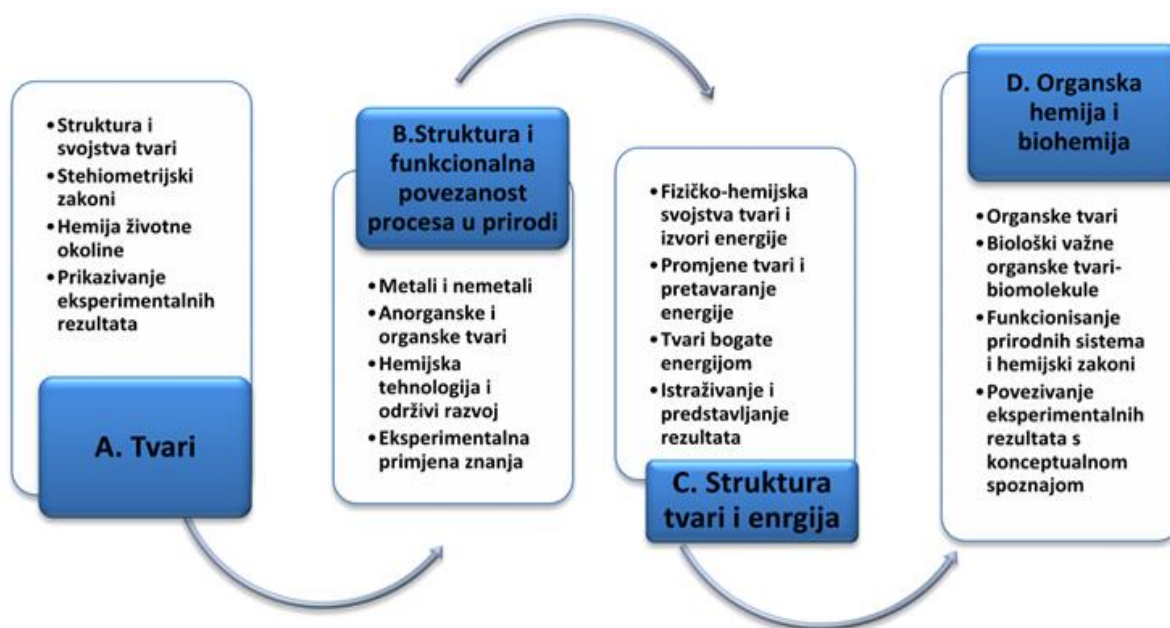 •Struktura i
svojstva tvari
•Stehiometrijski
zakoni
•Hemija životne
okoline
•Prikazivanje
eksperimentalnih
rezultata
A. Tvari
B.Struktura i
funkcionalna
povezanost
procesa u prirodi
•Metali i nemetali
•Anorganske i
organske tvari
•Hemijska
tehnologija i
održivi razvoj
•Eksperimentalna
primjena znanja
•Fizičko-hemijska
svojstva tvari i
izvori energije
•Promjene tvari i
pretavaranje
energije
•Tvari bogate
energijom
•Istraživanje i
predstavljanje
rezultata
C. Struktura
tvari i enrgija
D. Organska
hemija i
biohemija
•Organske tvari
•Biološki važne
organske tvari-
biomolekule
•Funkcionisanje
prirodnih sistema
i hemijski zakoni
•Povezivanje
eksperimentalnih
rezultata s
konceptualnom
spoznajom